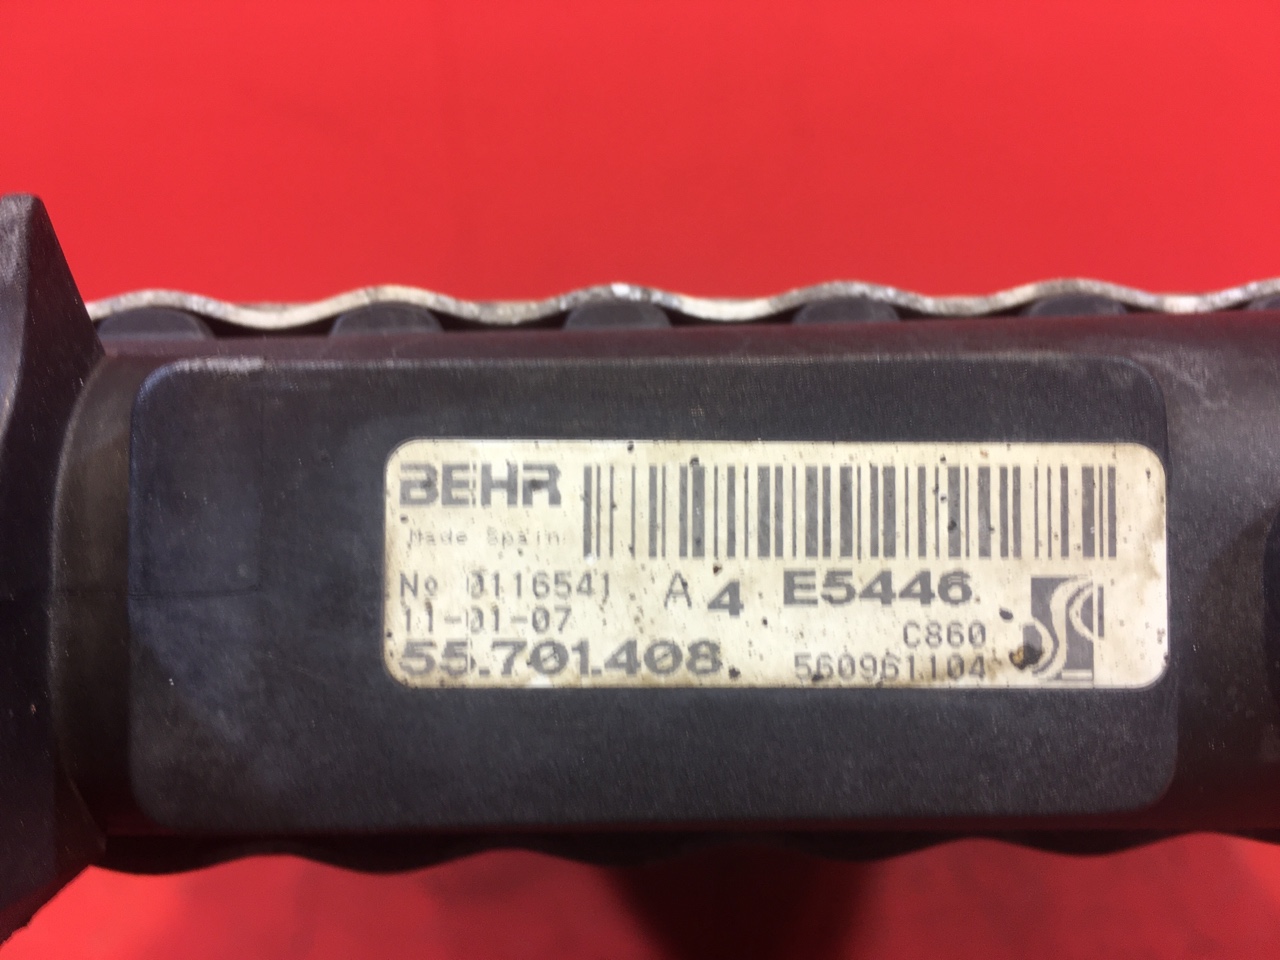 BEHR
Made Spain
No 0116541 A 4 E5446
11-01-07 C860
55.701.408 560961104